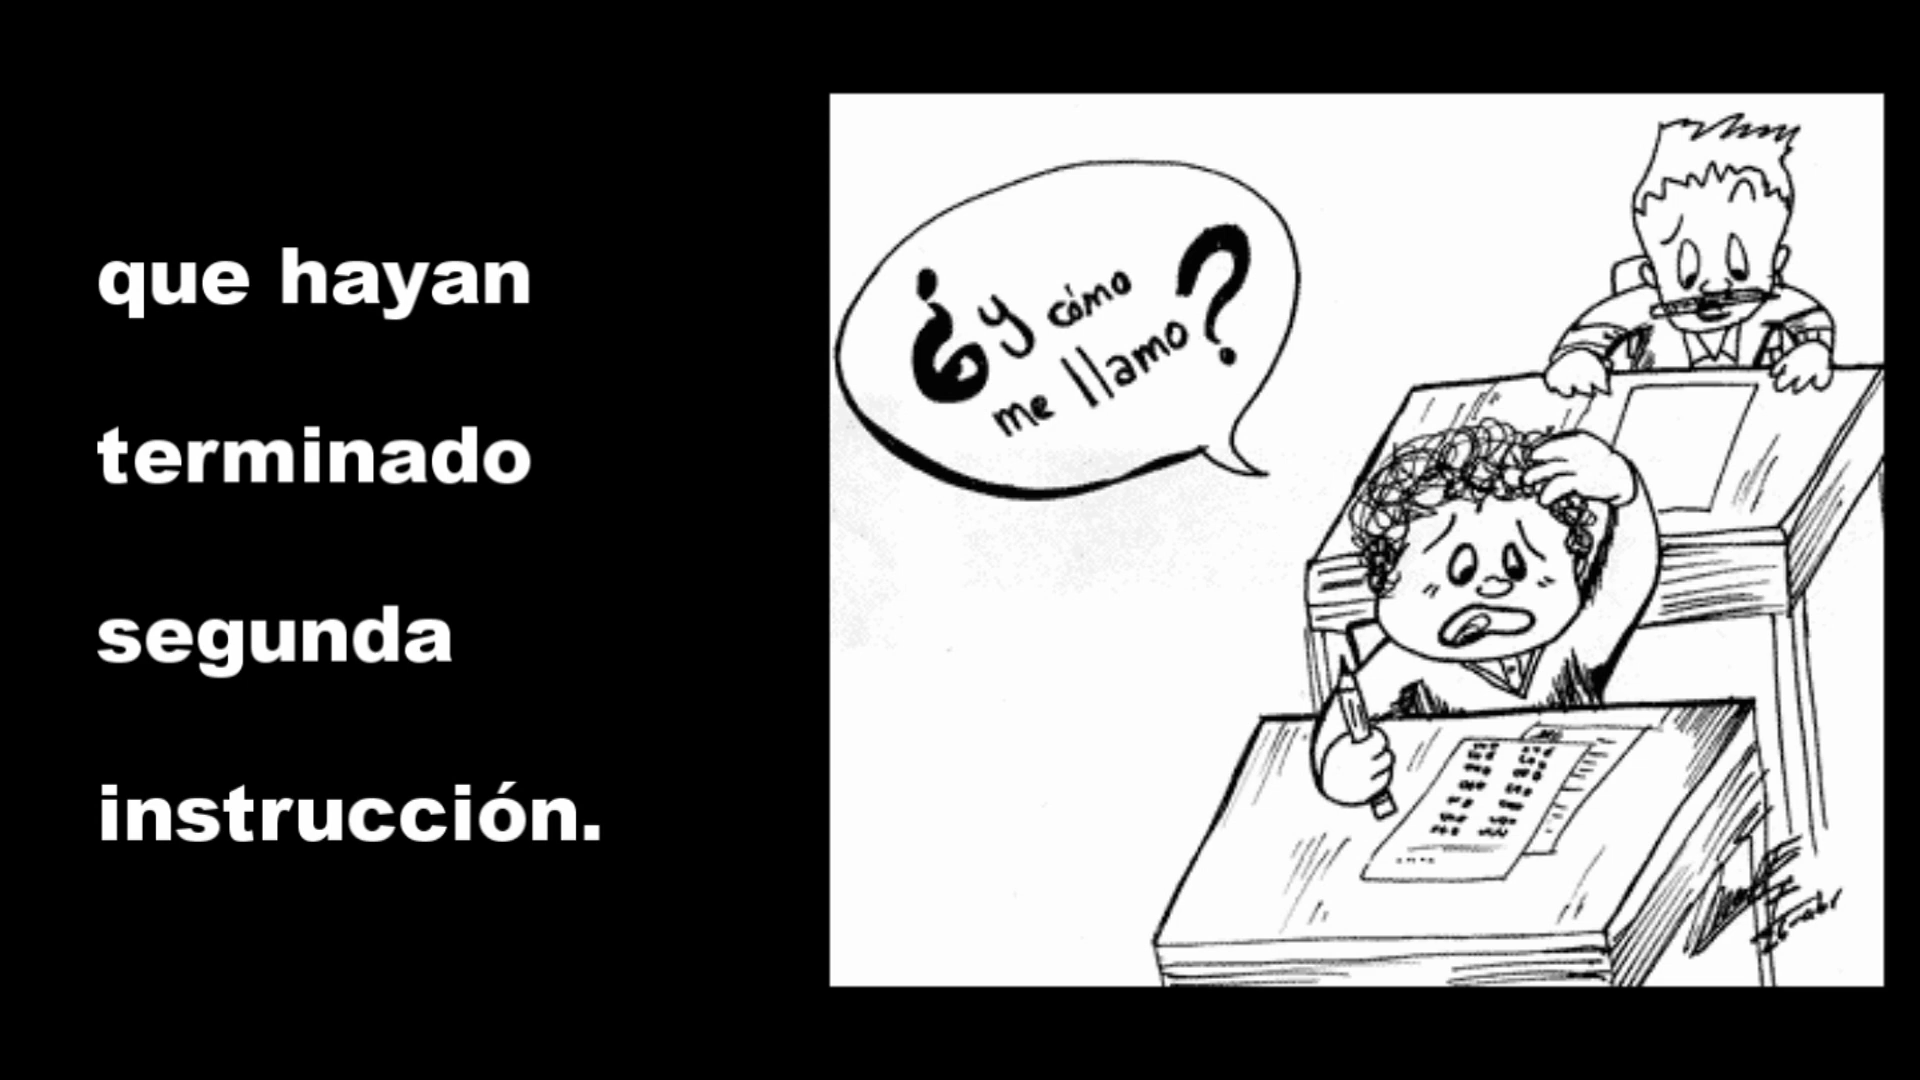 que hayan
terminado
segunda
instrucción.
¿y cómo
me llamo?